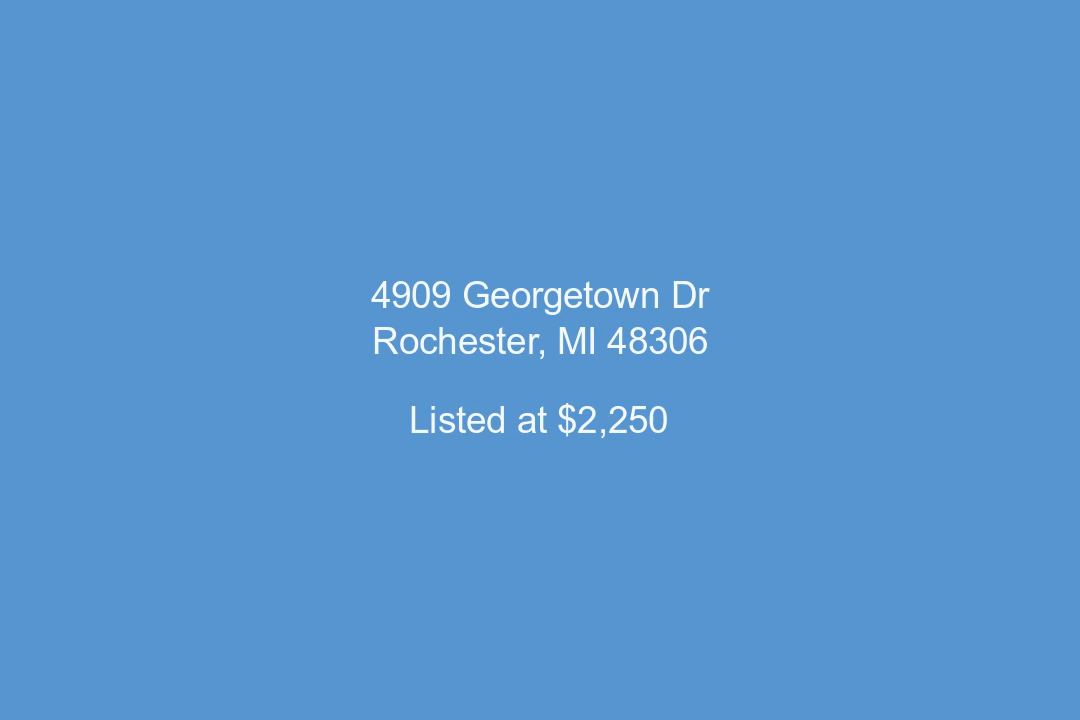 4909 Georgetown Dr
Rochester, MI 48306
Listed at $2,250